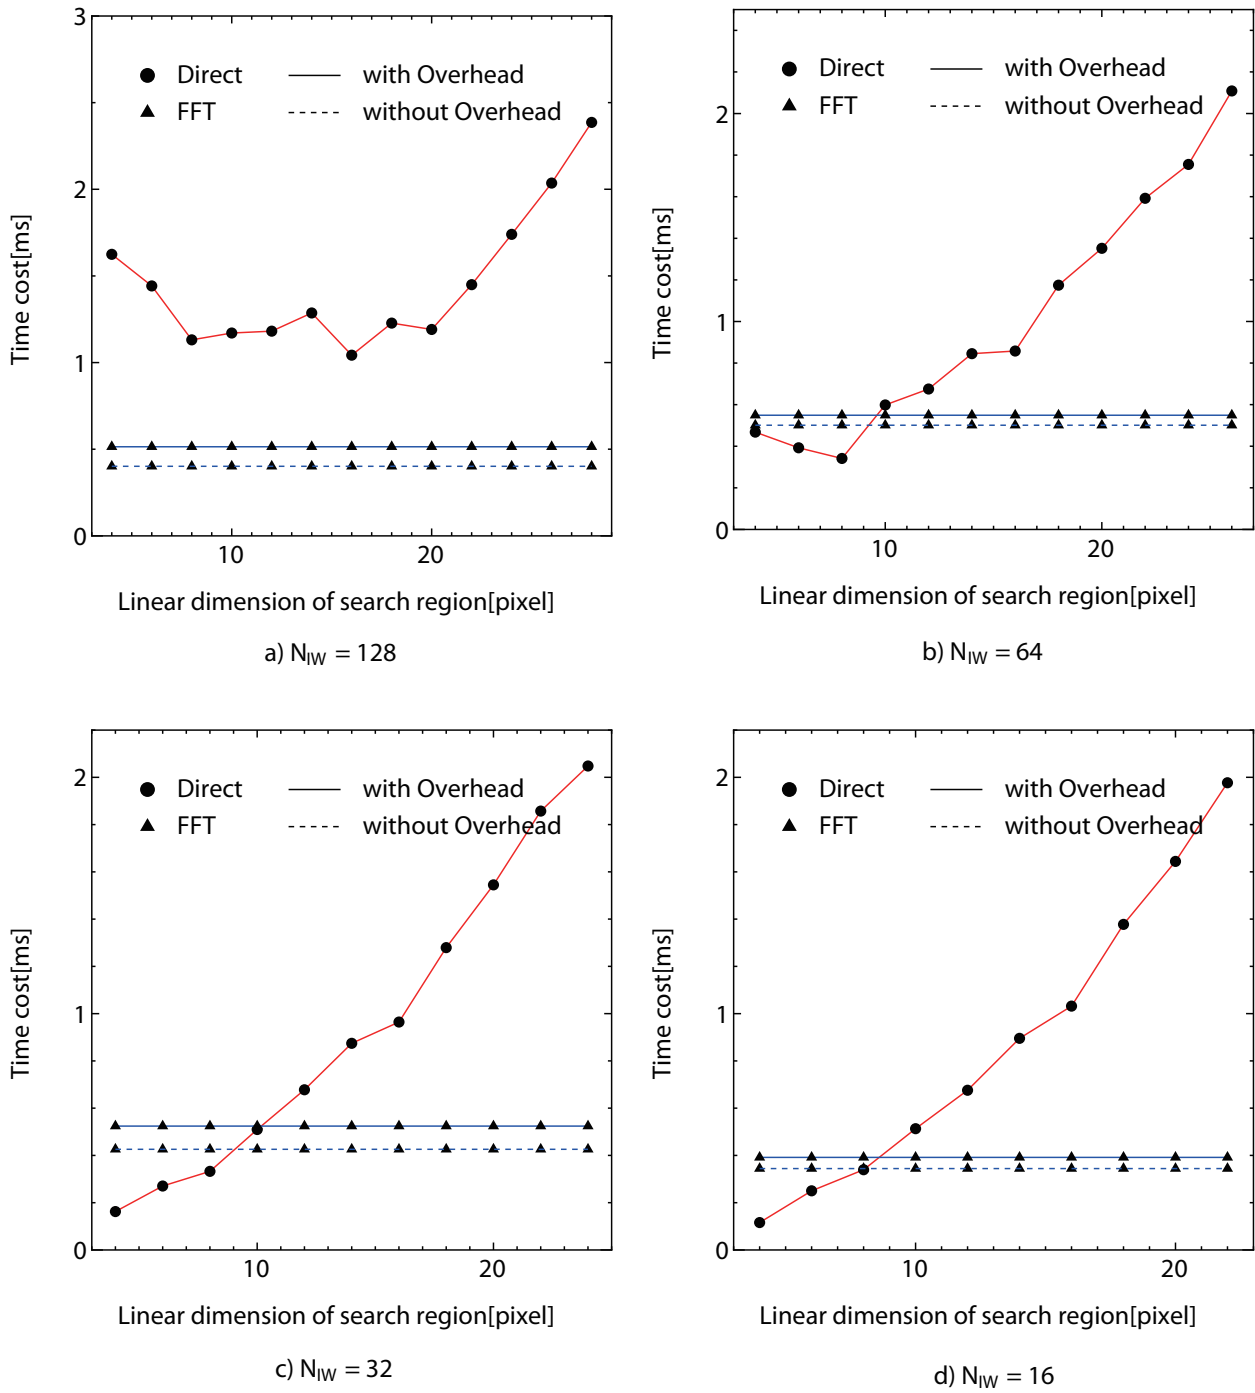 3
2
1
0
10 20
Time cost[ms]
Direct with Overhead
FFT without Overhead
Linear dimension of search region[pixel]
a) N_IW = 128
2
1
0
10 20
Time cost[ms]
Direct with Overhead
FFT without Overhead
Linear dimension of search region[pixel]
b) N_IW = 64
2
1
0
10 20
Time cost[ms]
Direct with Overhead
FFT without Overhead
Linear dimension of search region[pixel]
c) N_IW = 32
2
1
0
10 20
Time cost[ms]
Direct with Overhead
FFT without Overhead
Linear dimension of search region[pixel]
d) N_IW = 16